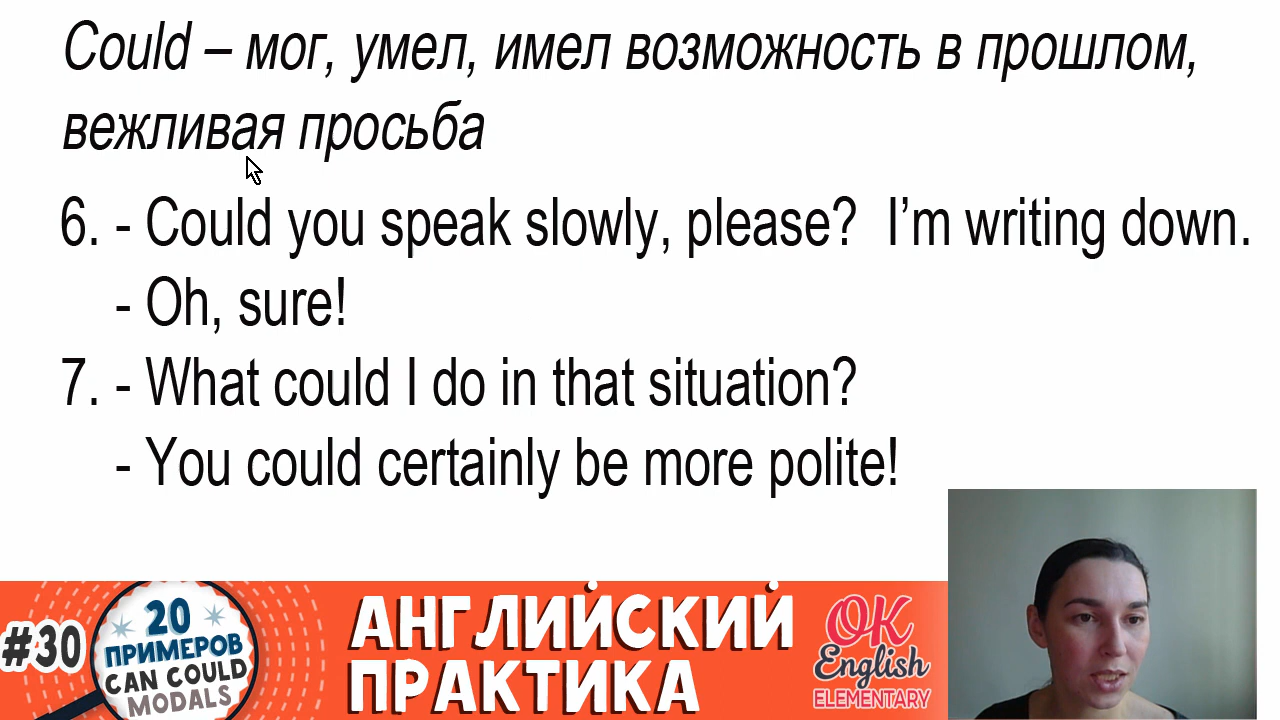 Could – мог, умел, имел возможность в прошлом,
вежливая просьба
6. - Could you speak slowly, please? I’m writing down.
- Oh, sure!
7. - What could I do in that situation?
- You could certainly be more polite!
#30
20
ПРИМЕРОВ
CAN COULD
MODALS
АНГЛИЙСКИЙ
ПРАКТИКА
OK
English
ELEMENTARY